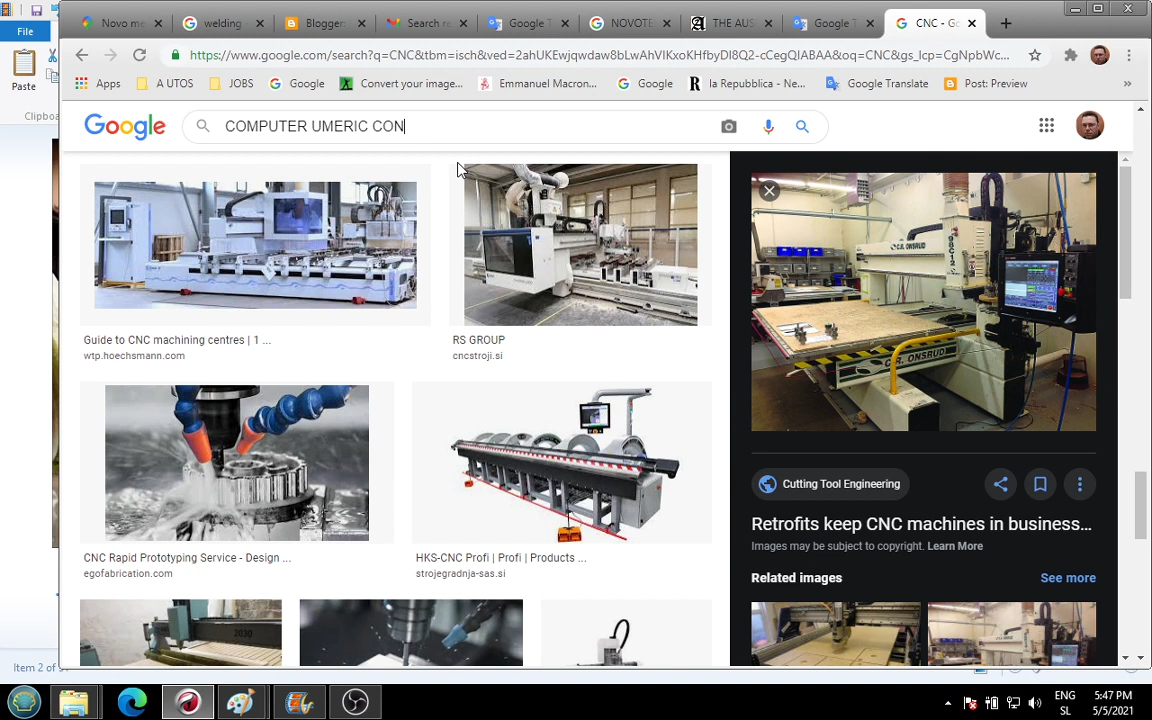 Novo me
welding -
Blogger:
Search re
Google T
NOVOTE
THE AUS
Google T
CNC - Go
File
https://www.google.com/search?q=CNC&tbm=isch&ved=2ahUKEwjqwdaw8bLwAhVIKxoKHfbyDI8Q2-cCegQIABAA&oq=CNC&gs_lcp=CgNpbWc...
Apps
A UTOS
JOBS
Google
Convert your image...
Emmanuel Macron...
Google
la Repubblica - Ne...
Google Translate
Post: Preview
»
Paste
Clipboa
Google
COMPUTER UMERIC CON
Guide to CNC machining centres | 1 ...
wtp.hoechsmann.com
RS GROUP
cncstroji.si
C.R. ONSRUD
C.R. ONSRUD
Cutting Tool Engineering
Retrofits keep CNC machines in business...
Images may be subject to copyright. Learn More
CNC Rapid Prototyping Service - Design ...
egofabrication.com
HKS-CNC Profi | Profi | Products ...
strojegradnja-sas.si
Related images
See more
2030
Item 2 of
ENG
SL
5:47 PM
5/5/2021